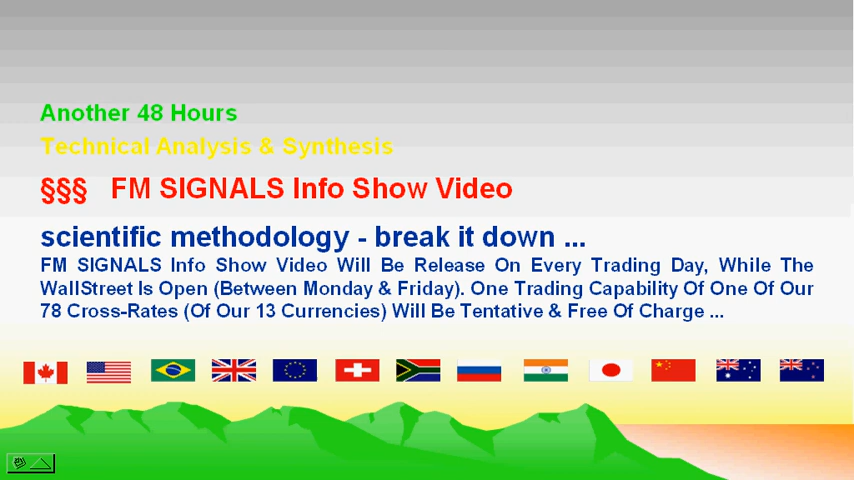 Another 48 Hours
Technical Analysis & Synthesis
§§§ FM SIGNALS Info Show Video
scientific methodology - break it down ...
FM SIGNALS Info Show Video Will Be Release On Every Trading Day, While The
WallStreet Is Open (Between Monday & Friday). One Trading Capability Of One Of Our
78 Cross-Rates (Of Our 13 Currencies) Will Be Tentative & Free Of Charge ...